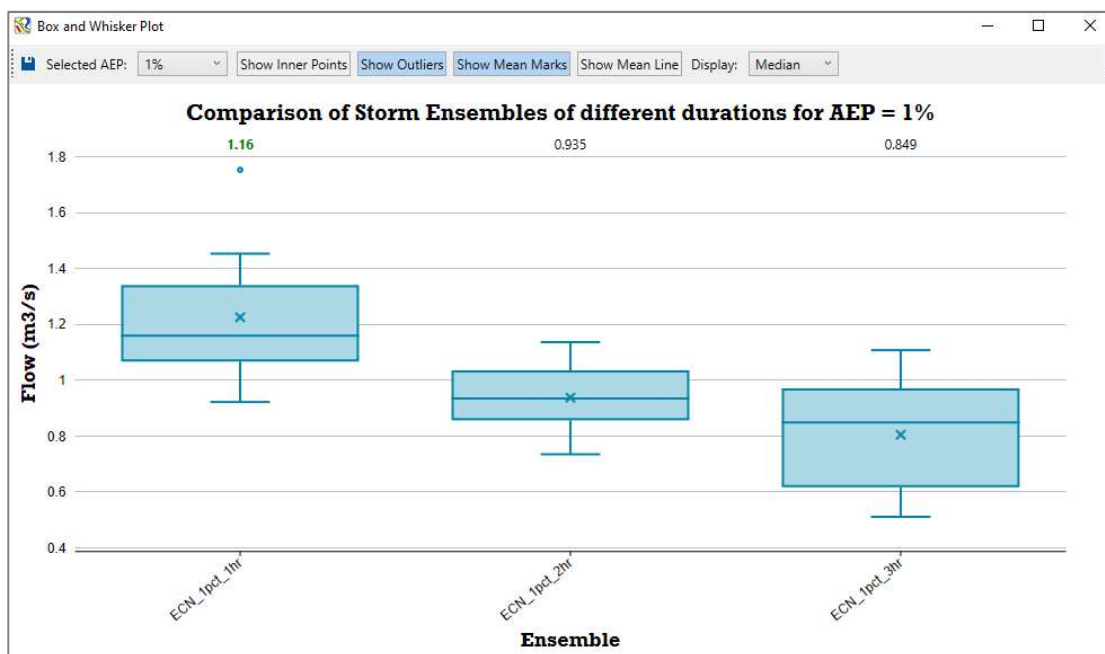 Box and Whisker Plot
Selected AEP: 1% Show Inner Points Show Outliers Show Mean Marks Show Mean Line Display: Median
Comparison of Storm Ensembles of different durations for AEP = 1%
1.16 0.935 0.849
1.8
1.6
1.4
1.2
1
0.8
0.6
0.4
Flow (m3/s)
ECN_1pct_1hr ECN_1pct_2hr ECN_1pct_3hr
Ensemble